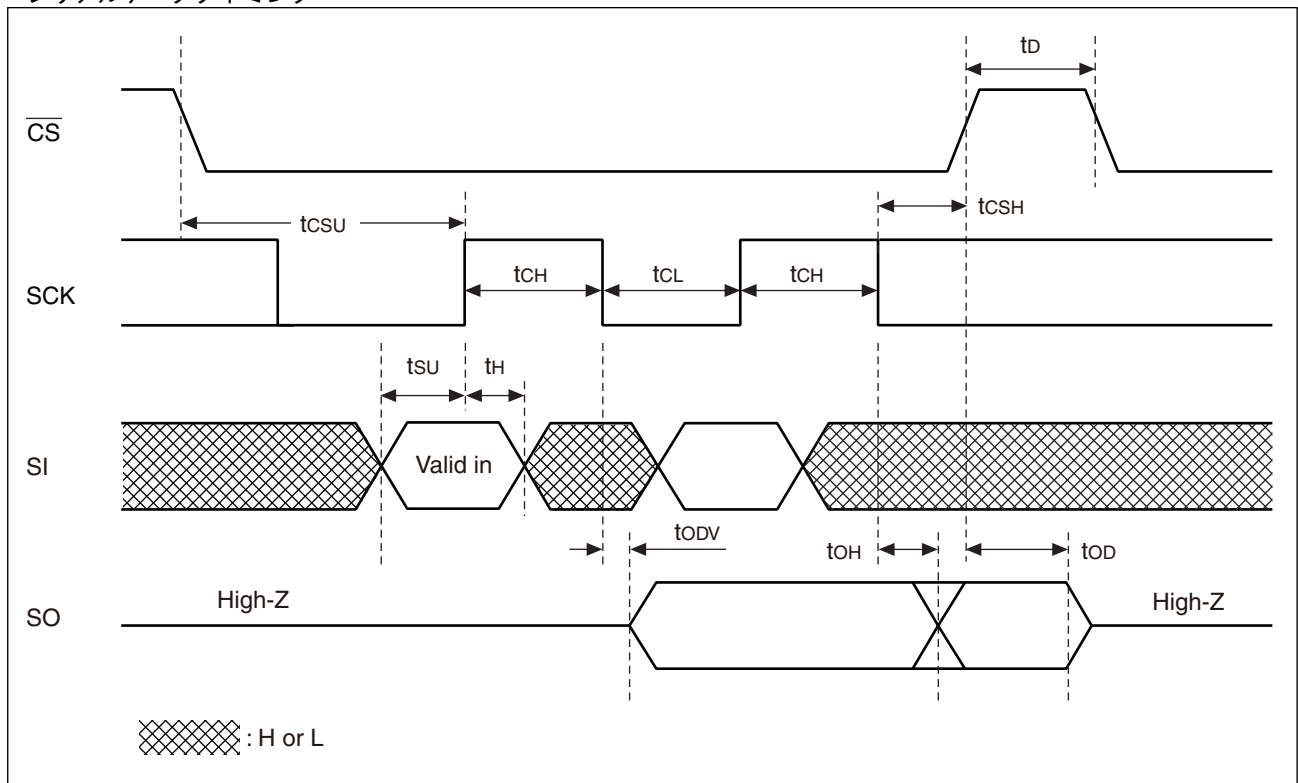 tD
CS
tCSU
tCSH
SCK
tCH
tCL
tCH
tSU
tH
SI
Valid in
tODV
tOH
tOD
SO
High-Z
High-Z
: H or L